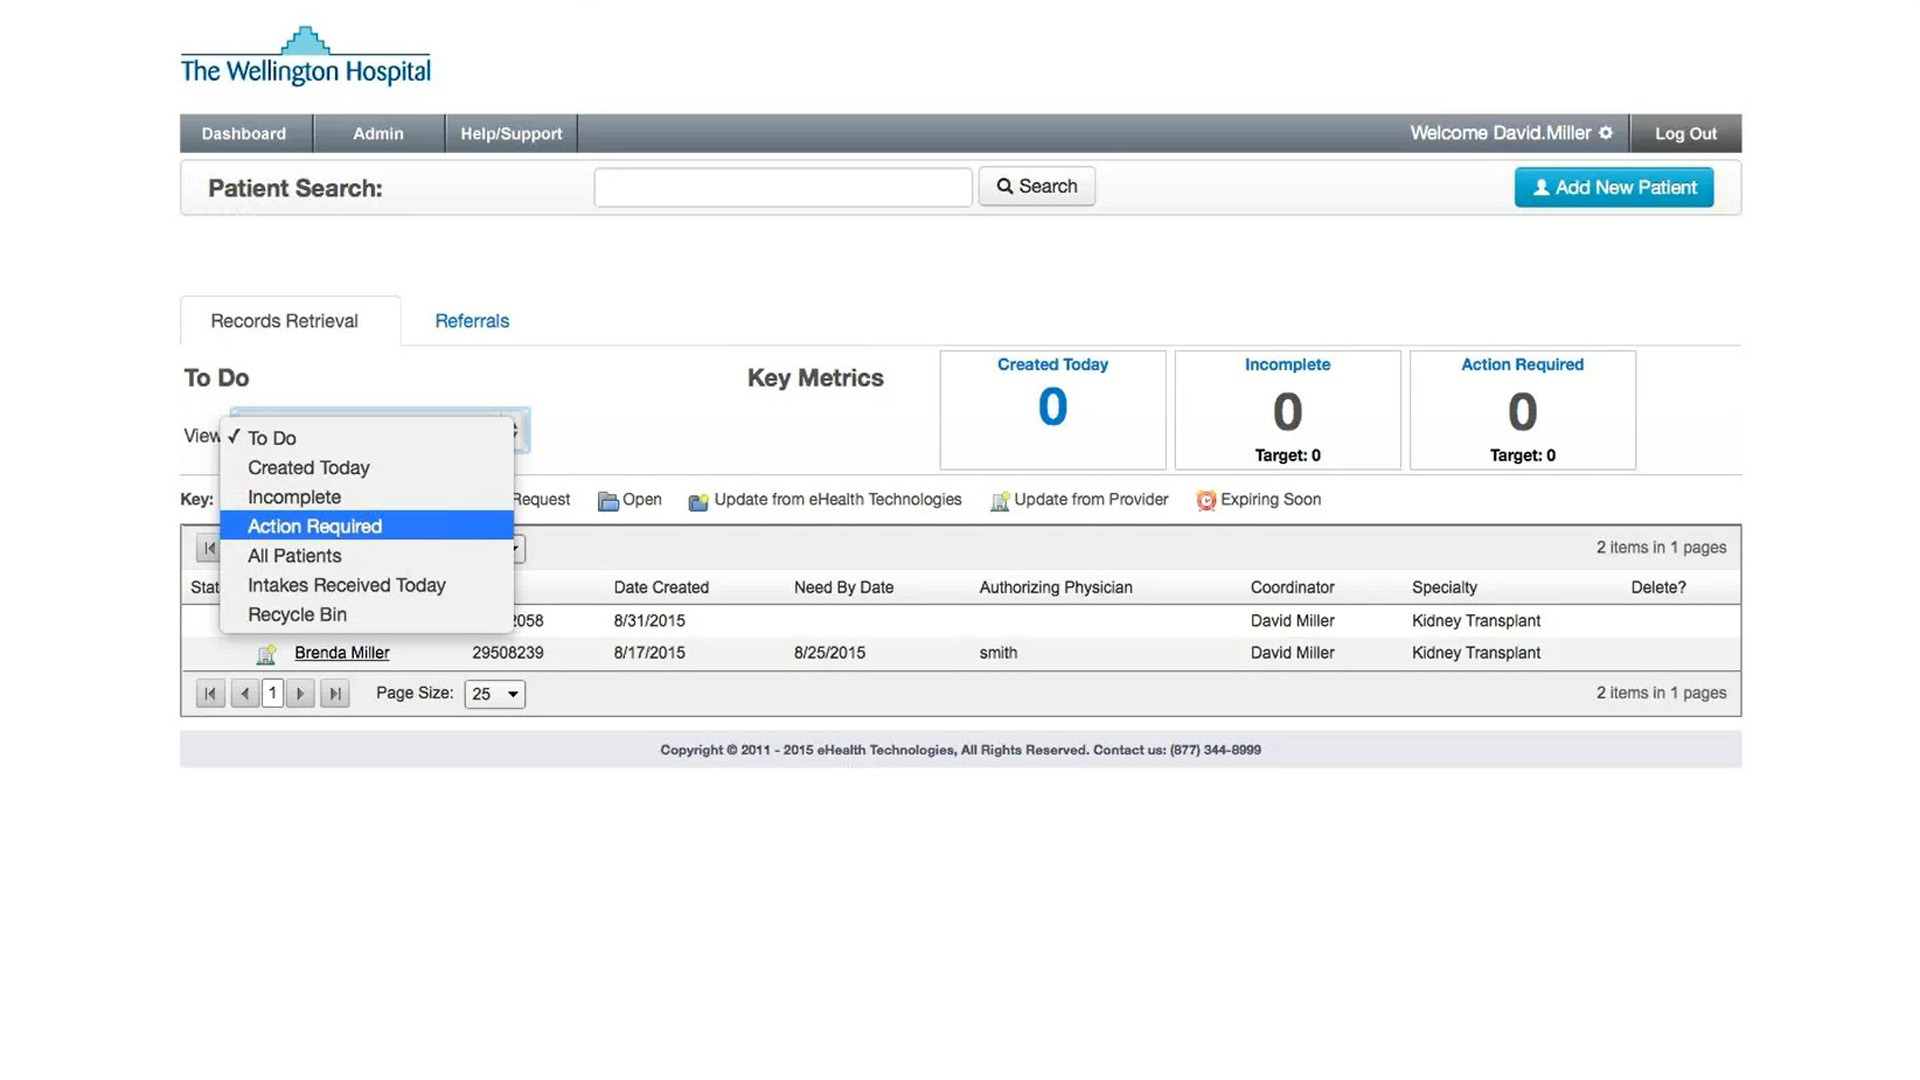 The Wellington Hospital
Dashboard Admin Help/Support Welcome David.Miller Log Out
Patient Search: Search Add New Patient
Records Retrieval Referrals
To Do Key Metrics
Created Today Incomplete Action Required
0 0 0
Target: 0 Target: 0
View
✓ To Do
Created Today
Incomplete
Action Required
All Patients
Intakes Received Today
Recycle Bin
Key: Request Open Update from eHealth Technologies Update from Provider Expiring Soon
2 items in 1 pages
Date Created Need By Date Authorizing Physician Coordinator Specialty Delete?
8/31/2015 David Miller Kidney Transplant
Brenda Miller 29508239 8/17/2015 8/25/2015 smith David Miller Kidney Transplant
1 Page Size: 25 2 items in 1 pages
Copyright © 2011 - 2015 eHealth Technologies, All Rights Reserved. Contact us: (877) 344-8999